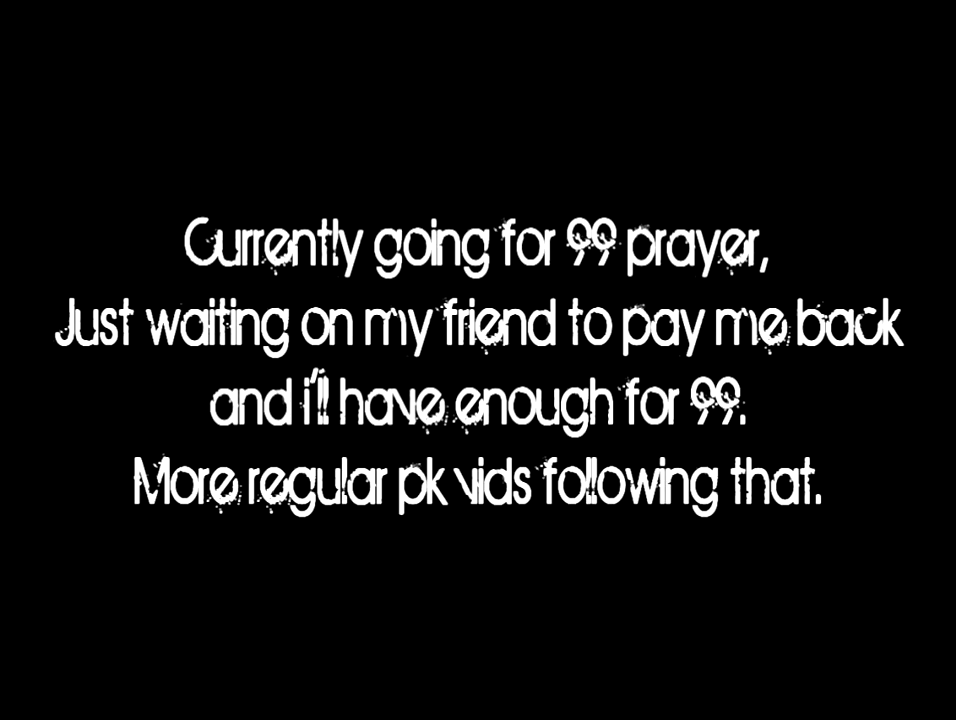 Currently going for 99 prayer,
Just waiting on my friend to pay me back
and i'll have enough for 99.
More regular pk vids following that.